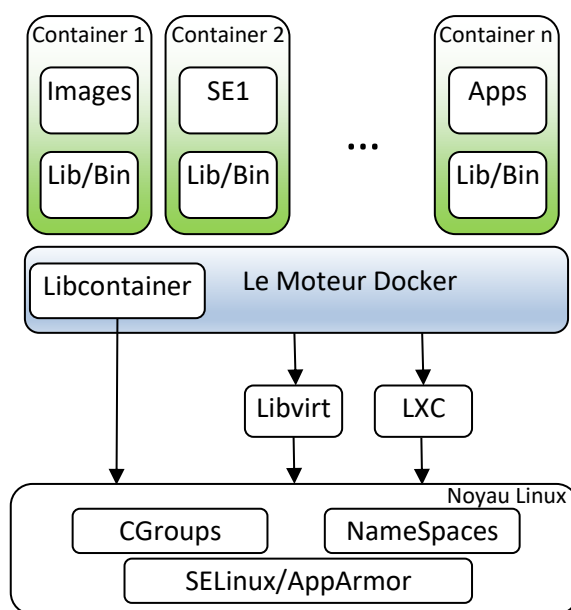 Container 1
Container 2
Container n
Images
SE1
Apps
...
Lib/Bin
Lib/Bin
Lib/Bin
Libcontainer
Le Moteur Docker
Libvirt
LXC
Noyau Linux
CGroups
NameSpaces
SELinux/AppArmor